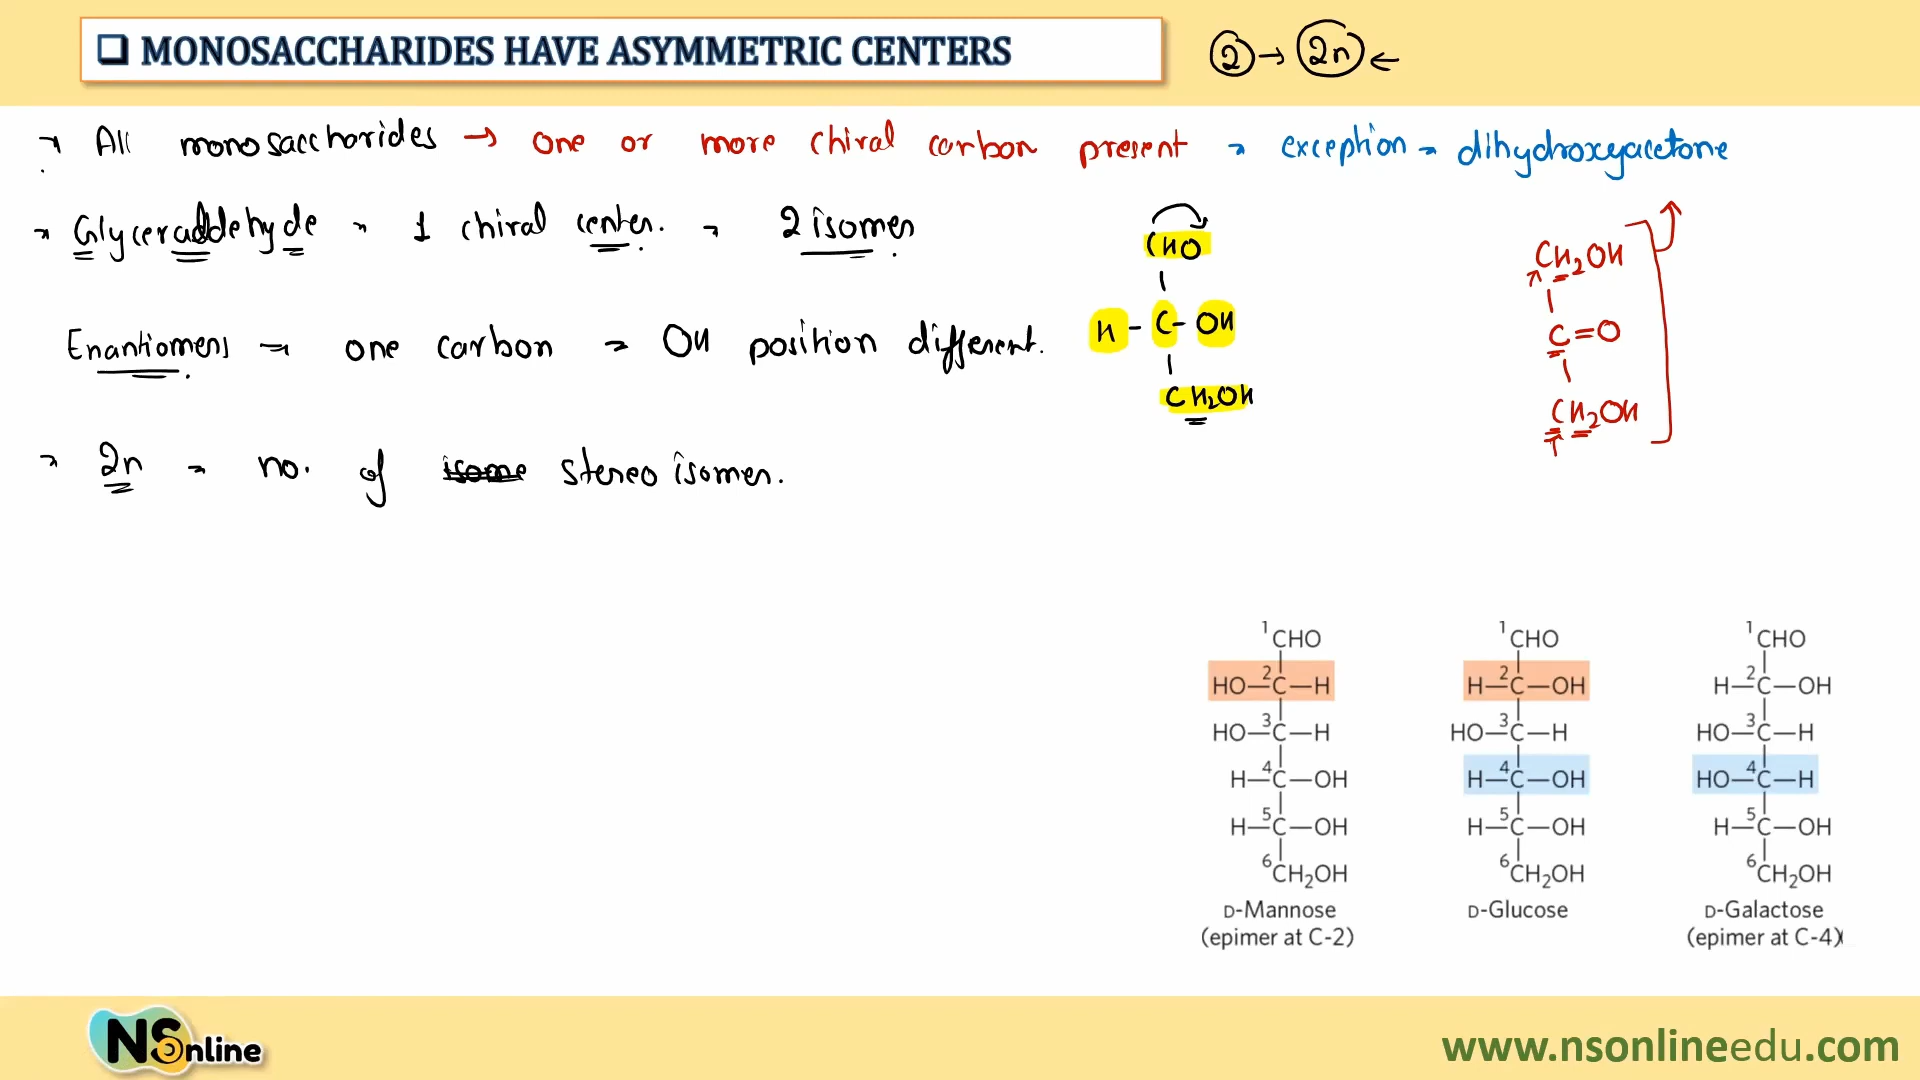 ❑ MONOSACCHARIDES HAVE ASYMMETRIC CENTERS
2 → 2n ←
→ All monosaccharides → one or more chiral carbon present → exception → dihydroxyacetone
→ Glyceraddehyde → 1 chiral center. → 2 isomer
CHO
H - C - OH
CH2OH
CH2OH
C=O
CH2OH
Enantiomers → one carbon → OH position different.
→ 2n → no. of stereo isomer.
1CHO
HO—2C—H
HO—3C—H
H—4C—OH
H—5C—OH
6CH2OH
D-Mannose
(epimer at C-2)
1CHO
H—2C—OH
HO—3C—H
H—4C—OH
H—5C—OH
6CH2OH
D-Glucose
1CHO
H—2C—OH
HO—3C—H
HO—4C—H
H—5C—OH
6CH2OH
D-Galactose
(epimer at C-4)
NSOnline
www.nsonlineedu.com